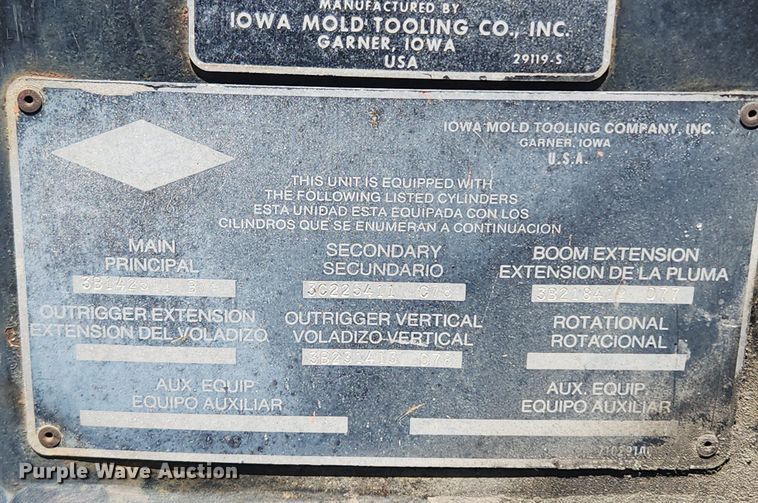 MANUFACTURED BY
IOWA MOLD TOOLING CO., INC.
GARNER, IOWA
USA
29119-S
IOWA MOLD TOOLING COMPANY, INC.
GARNER, IOWA
U.S.A.
THIS UNIT IS EQUIPPED WITH
THE FOLLOWING LISTED CYLINDERS
ESTA UNIDAD ESTA EQUIPADA CON LOS
CILINDROS QUE SE ENUMERAN A CONTINUACION
MAIN
PRINCIPAL
SECONDARY
SECUNDARIO
3C225411
BOOM EXTENSION
EXTENSION DE LA PLUMA
D77
OUTRIGGER EXTENSION
EXTENSION DEL VOLADIZO
OUTRIGGER VERTICAL
VOLADIZO VERTICAL
ROTATIONAL
ROTACIONAL
AUX. EQUIP.
EQUIPO AUXILIAR
AUX. EQUIP.
EQUIPO AUXILIAR
Purple Wave Auction